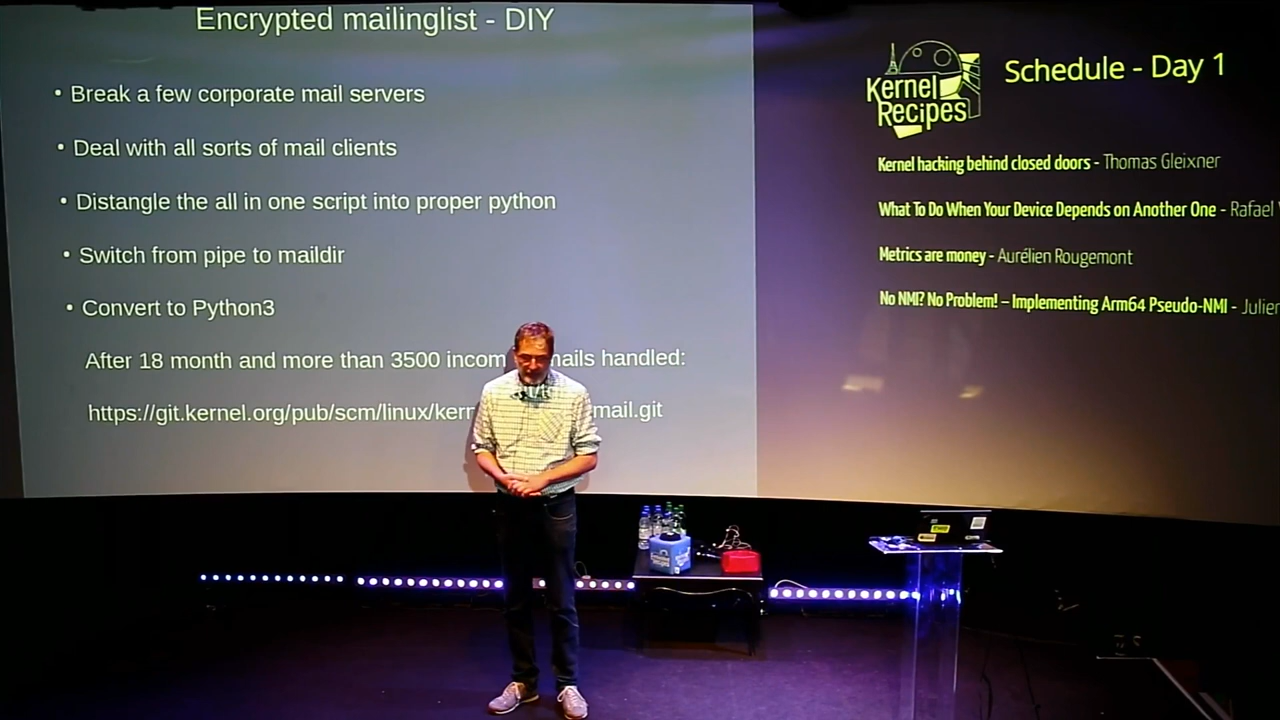 Encrypted mailinglist - DIY
• Break a few corporate mail servers
• Deal with all sorts of mail clients
• Distangle the all in one script into proper python
• Switch from pipe to maildir
• Convert to Python3
After 18 month and more than 3500 incom mails handled:
https://git.kernel.org/pub/scm/linux/kern mail.git
Kernel
Recipes
Schedule - Day 1
Kernel hacking behind closed doors - Thomas Gleixner
What To Do When Your Device Depends on Another One - Rafael
Metrics are money - Aurélien Rougemont
No NMI? No Problem! – Implementing Arm64 Pseudo-NMI - Julien